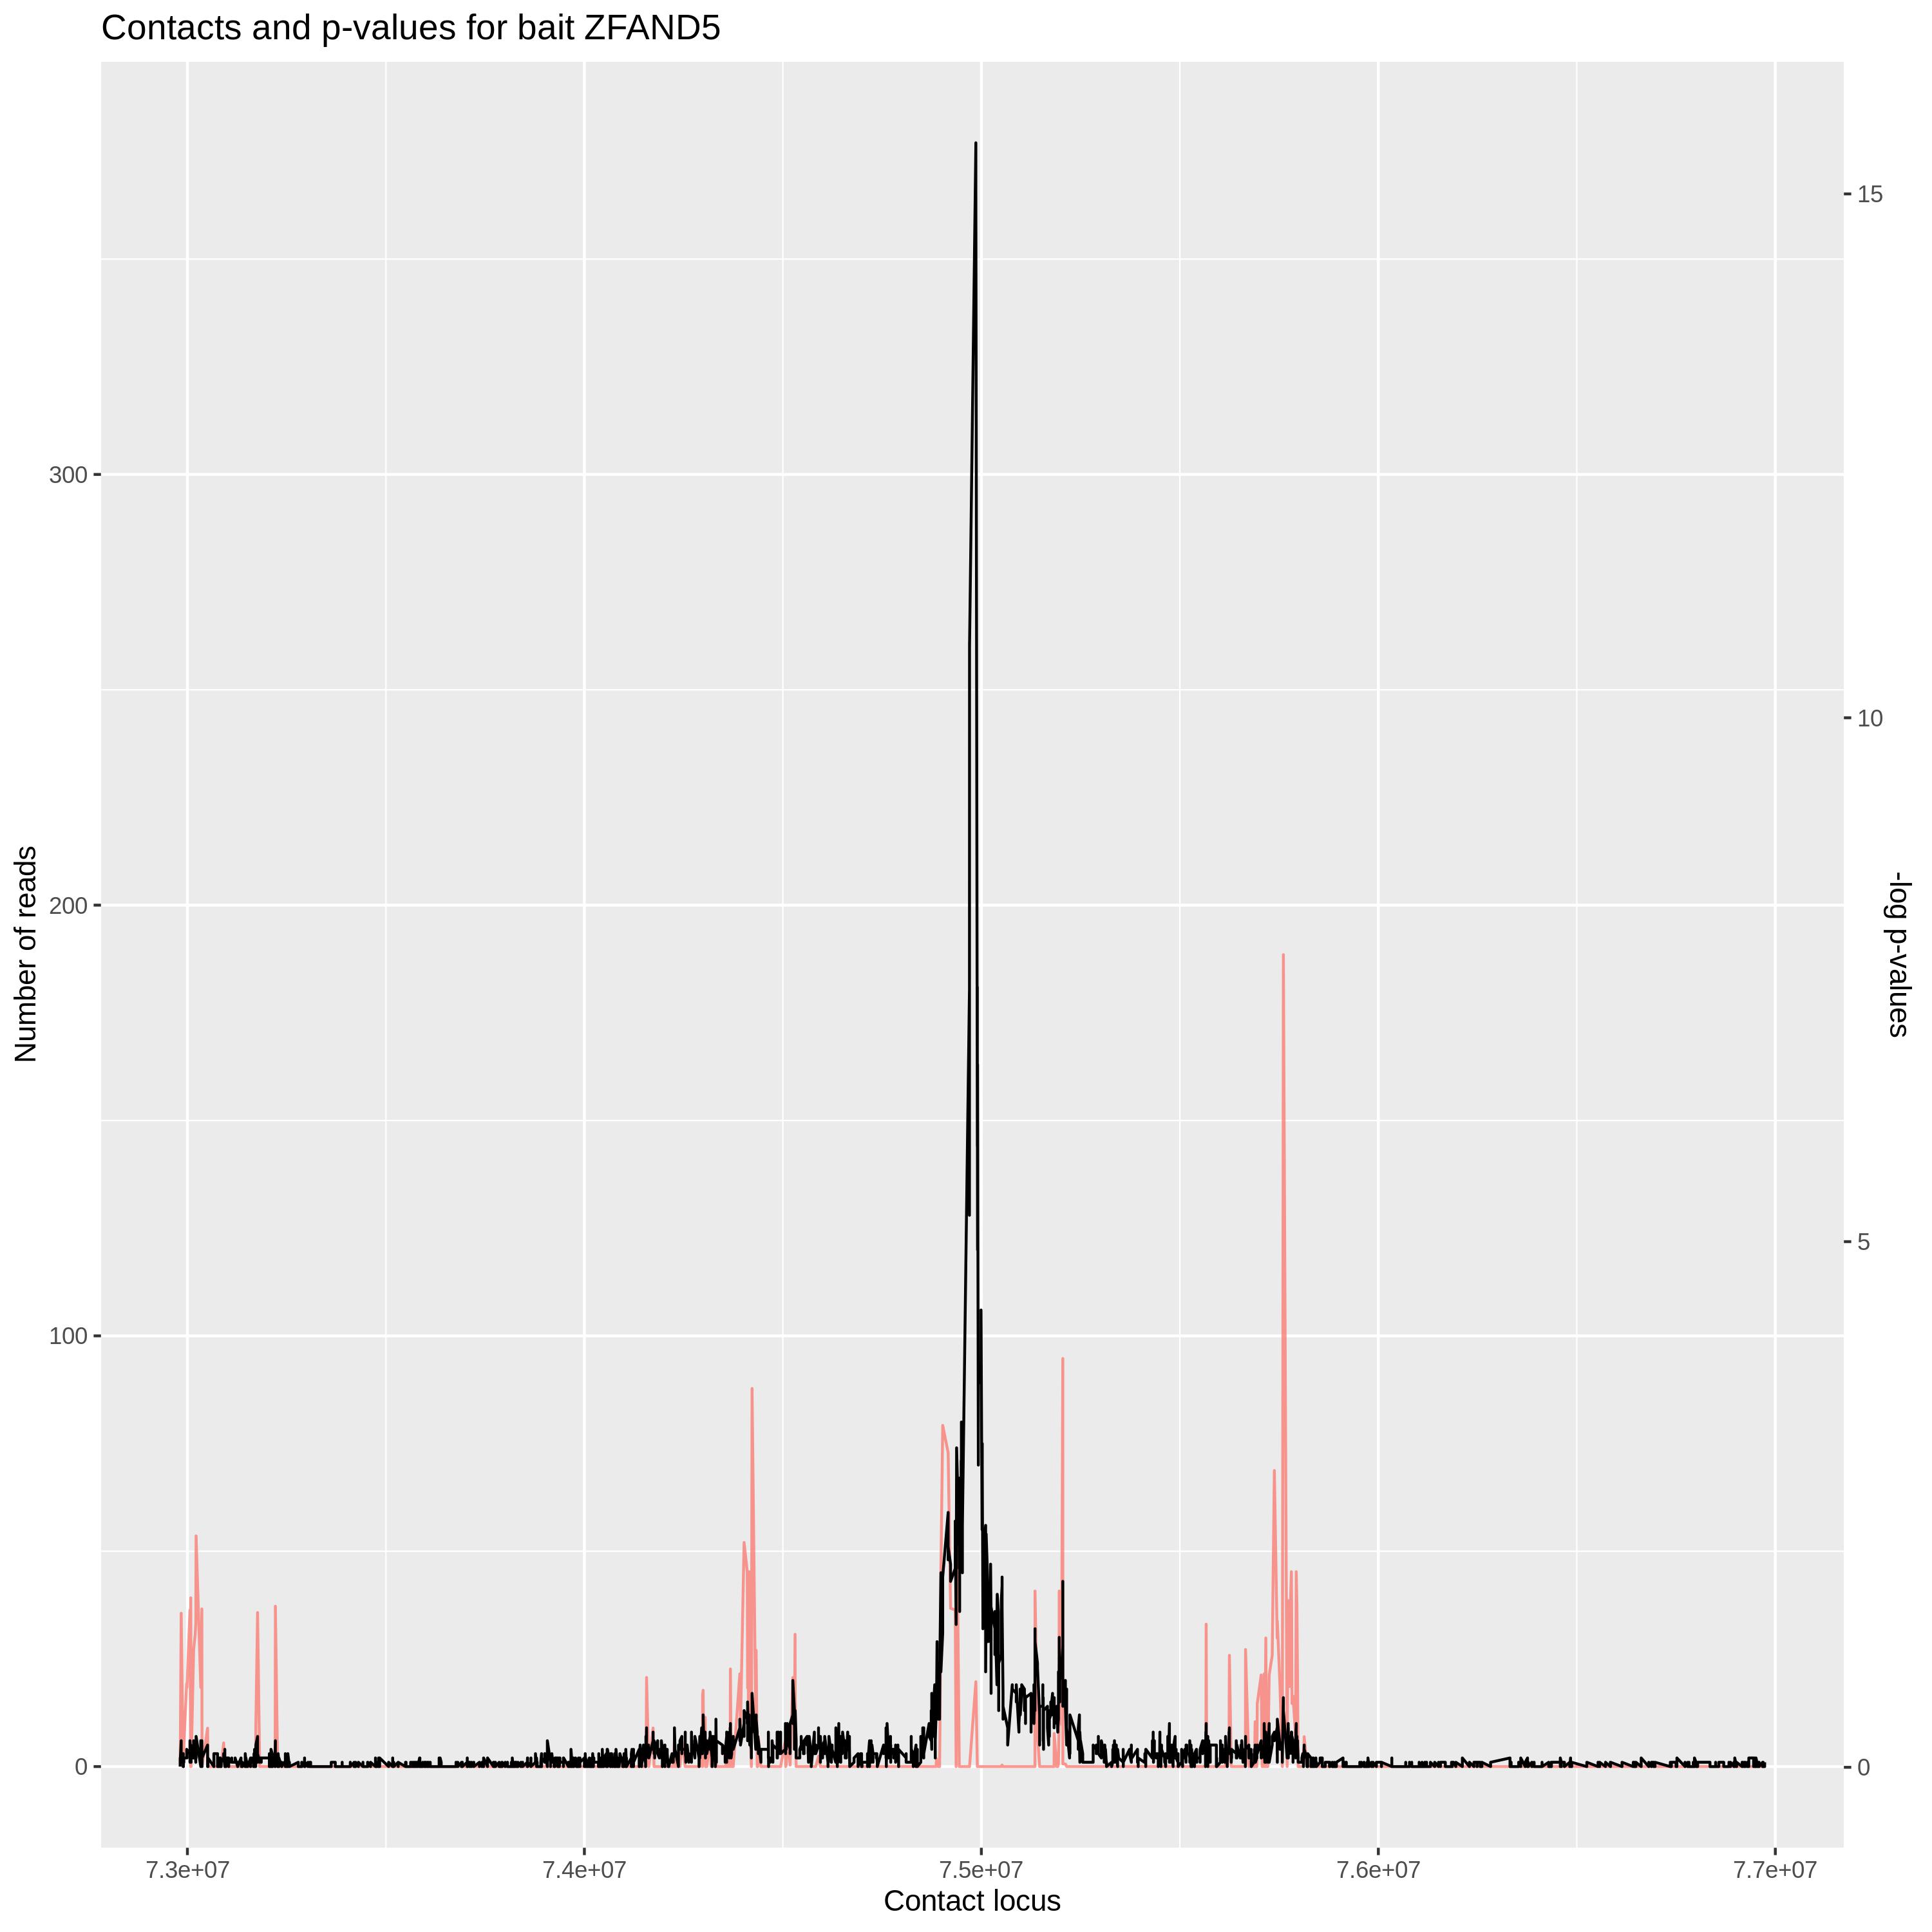 Contacts and p-values for bait ZFAND5
Number of reads
300
200
100
0
15
10
5
0
-log p-values
7.3e+07 7.4e+07 7.5e+07 7.6e+07 7.7e+07
Contact locus